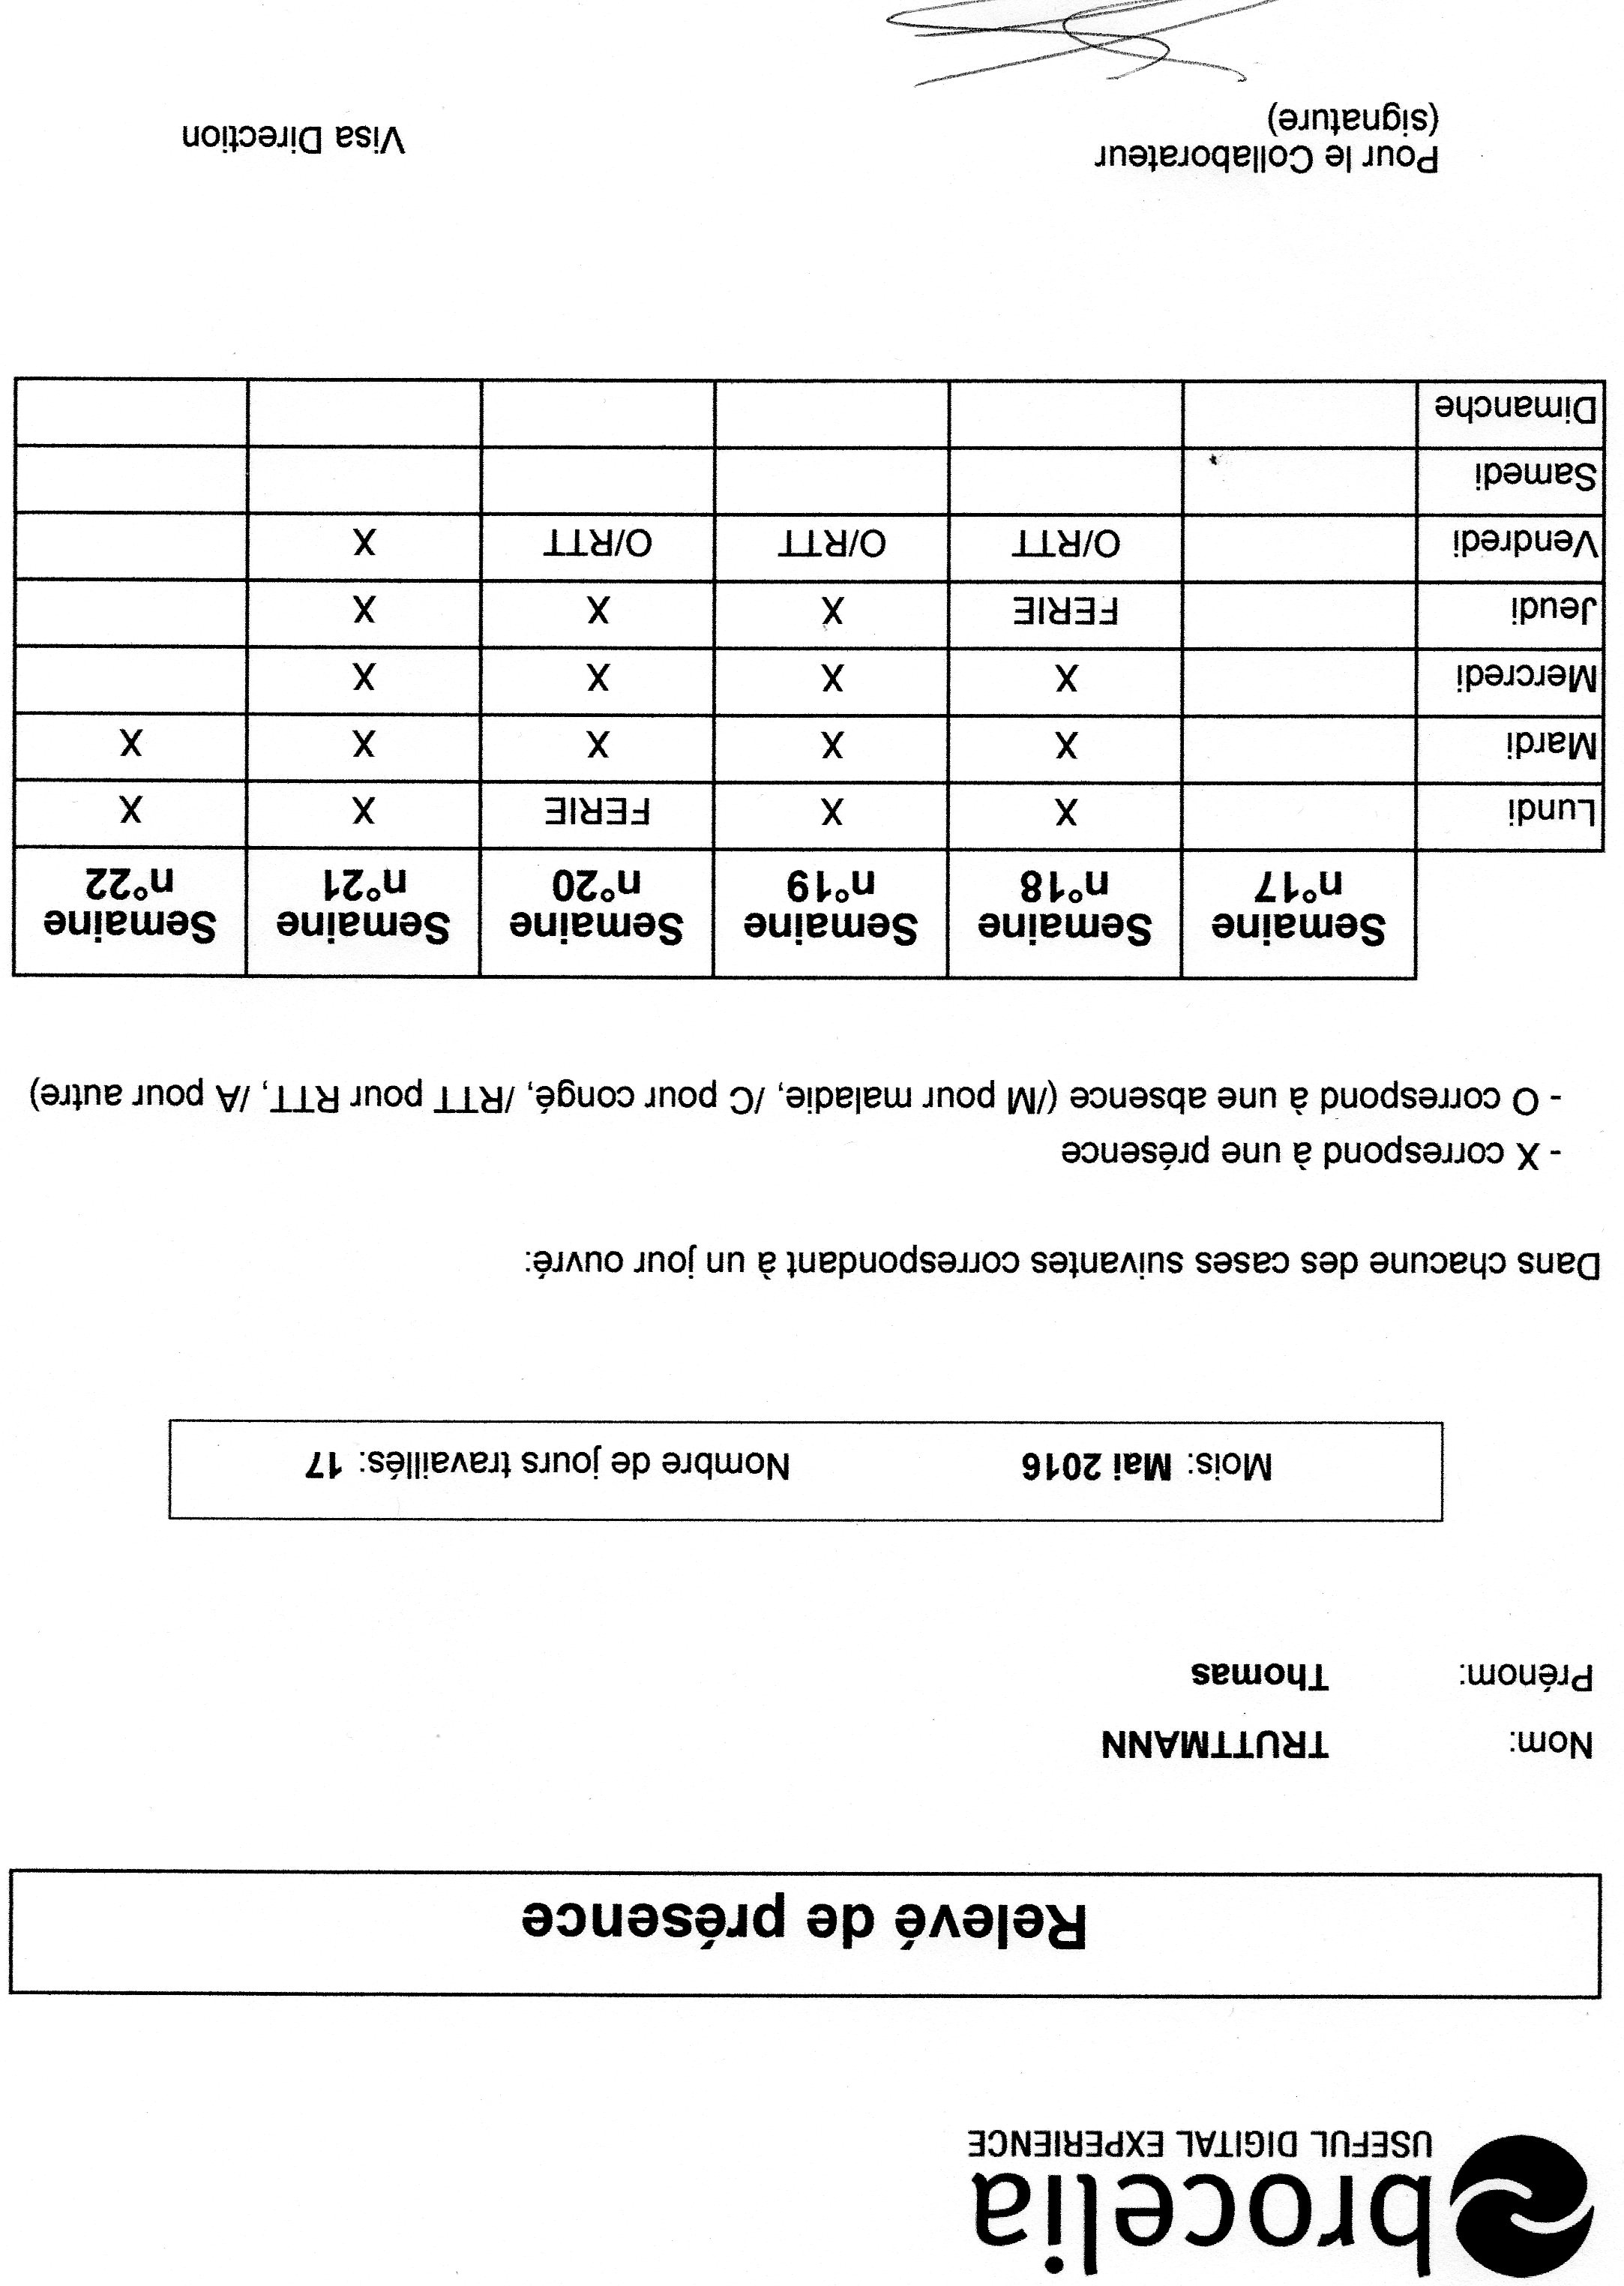 brocelia
USEFUL DIGITAL EXPERIENCE
Relevé de présence
Nom: TRUTTMANN
Prénom: Thomas
Mois: Mai 2016 Nombre de jours travaillés: 17
Dans chacune des cases suivantes correspondant à un jour ouvré:
- X correspond à une présence
- O correspond à une absence (/M pour maladie, /C pour congé, /RTT pour RTT, /A pour autre)
Semaine n°17 Semaine n°18 Semaine n°19 Semaine n°20 Semaine n°21 Semaine n°22
Lundi X X FERIE X X
Mardi X X X X X
Mercredi X X X X
Jeudi FERIE X X X
Vendredi O/RTT O/RTT O/RTT X
Samedi
Dimanche
Pour le Collaborateur
(signature)
Visa Direction